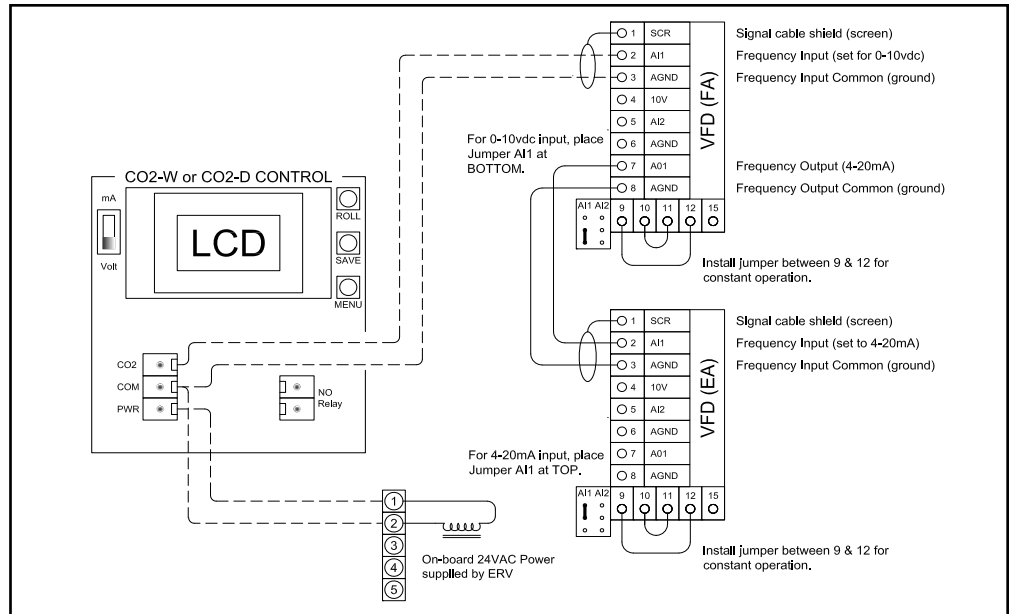 1 SCR Signal cable shield (screen)
2 AI1 Frequency Input (set for 0-10vdc)
3 AGND Frequency Input Common (ground)
4 10V
5 AI2
6 AGND
7 A01 Frequency Output (4-20mA)
8 AGND Frequency Output Common (ground)
VFD (FA)
For 0-10vdc input, place
Jumper AI1 at
BOTTOM.
AI1 AI2
9 10 11 12 15
Install jumper between 9 & 12 for
constant operation.
CO2-W or CO2-D CONTROL
mA
Volt
LCD
ROLL
SAVE
MENU
CO2
COM
PWR
NO
Relay
1 SCR Signal cable shield (screen)
2 AI1 Frequency Input (set to 4-20mA)
3 AGND Frequency Input Common (ground)
4 10V
5 AI2
6 AGND
7 A01
8 AGND
VFD (EA)
For 4-20mA input, place
Jumper AI1 at TOP.
AI1 AI2
9 10 11 12 15
Install jumper between 9 & 12 for
constant operation.
1
2
3
4
5
On-board 24VAC Power
supplied by ERV